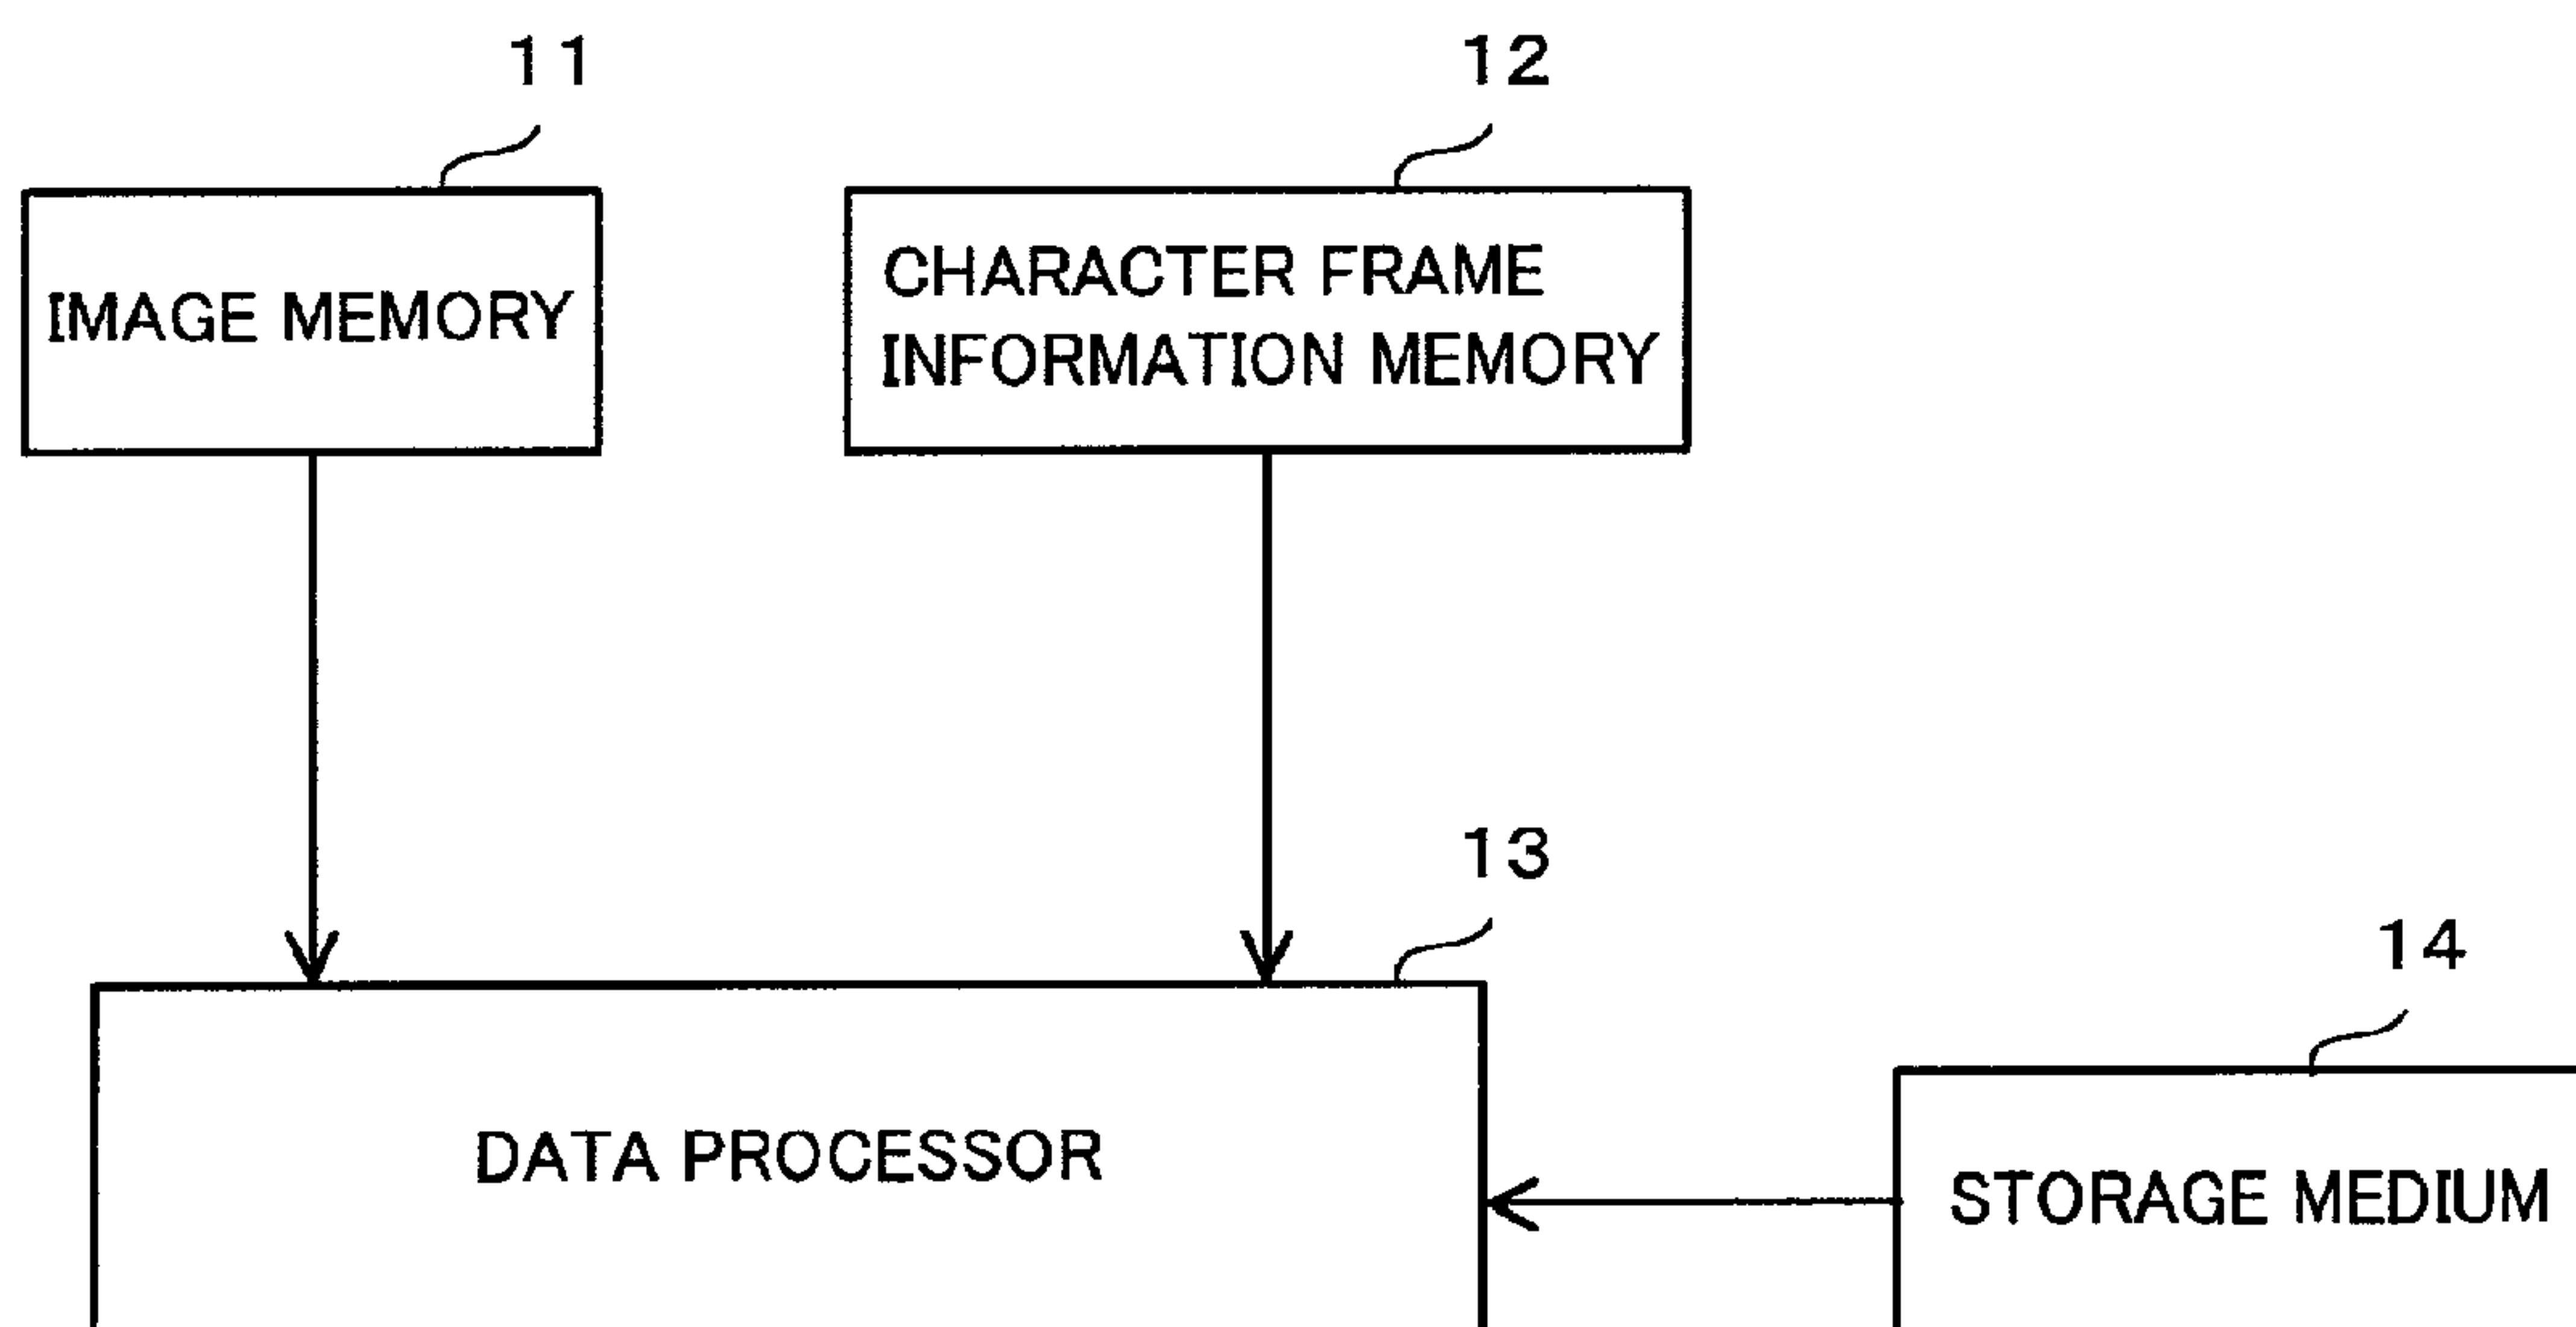 11
12
IMAGE MEMORY
CHARACTER FRAME
INFORMATION MEMORY
13
14
DATA PROCESSOR
STORAGE MEDIUM